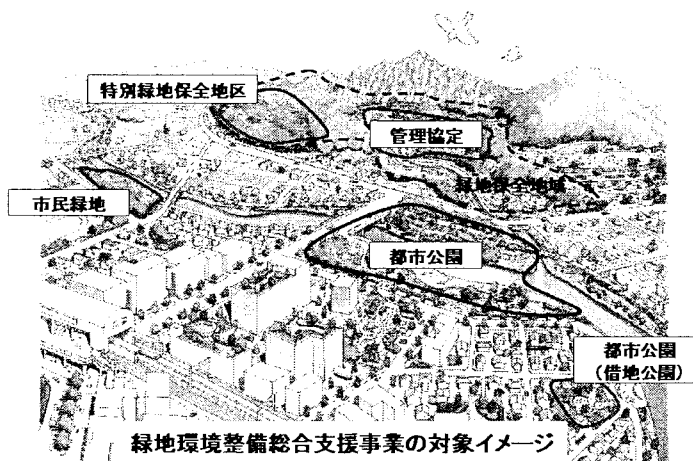 特別緑地保全地区
管理協定
緑地保全地域
市民緑地
都市公園
都市公園
（借地公園）
緑地環境整備総合支援事業の対象イメージ